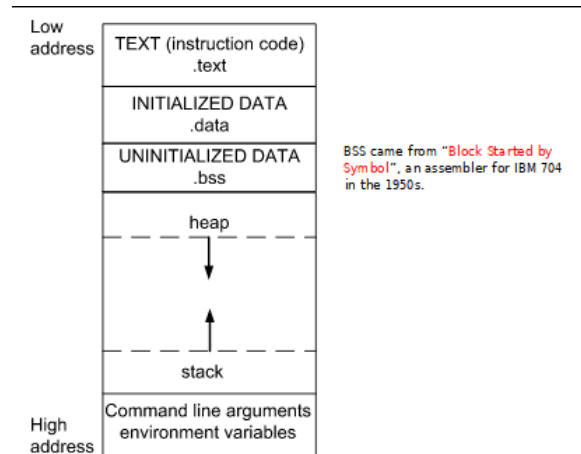 Low
address
TEXT (instruction code)
.text
INITIALIZED DATA
.data
UNINITIALIZED DATA
.bss
BSS came from “Block Started by
Symbol”, an assembler for IBM 704
in the 1950s.
heap
stack
Command line arguments
environment variables
High
address